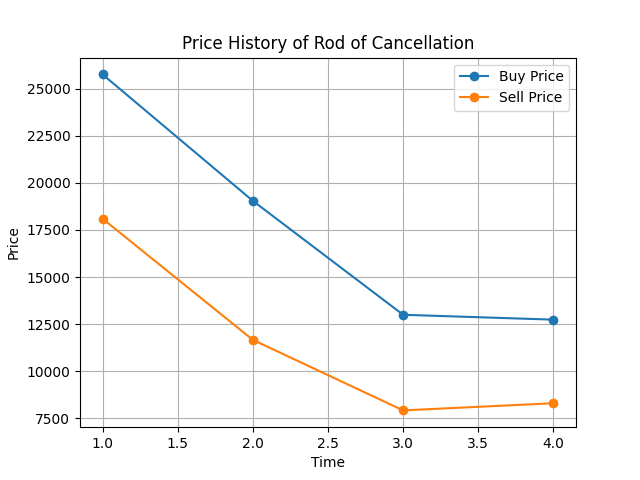 Price History of Rod of Cancellation
Buy Price
Sell Price
25000
22500
20000
17500
15000
12500
10000
7500
Price
1.0 1.5 2.0 2.5 3.0 3.5 4.0
Time